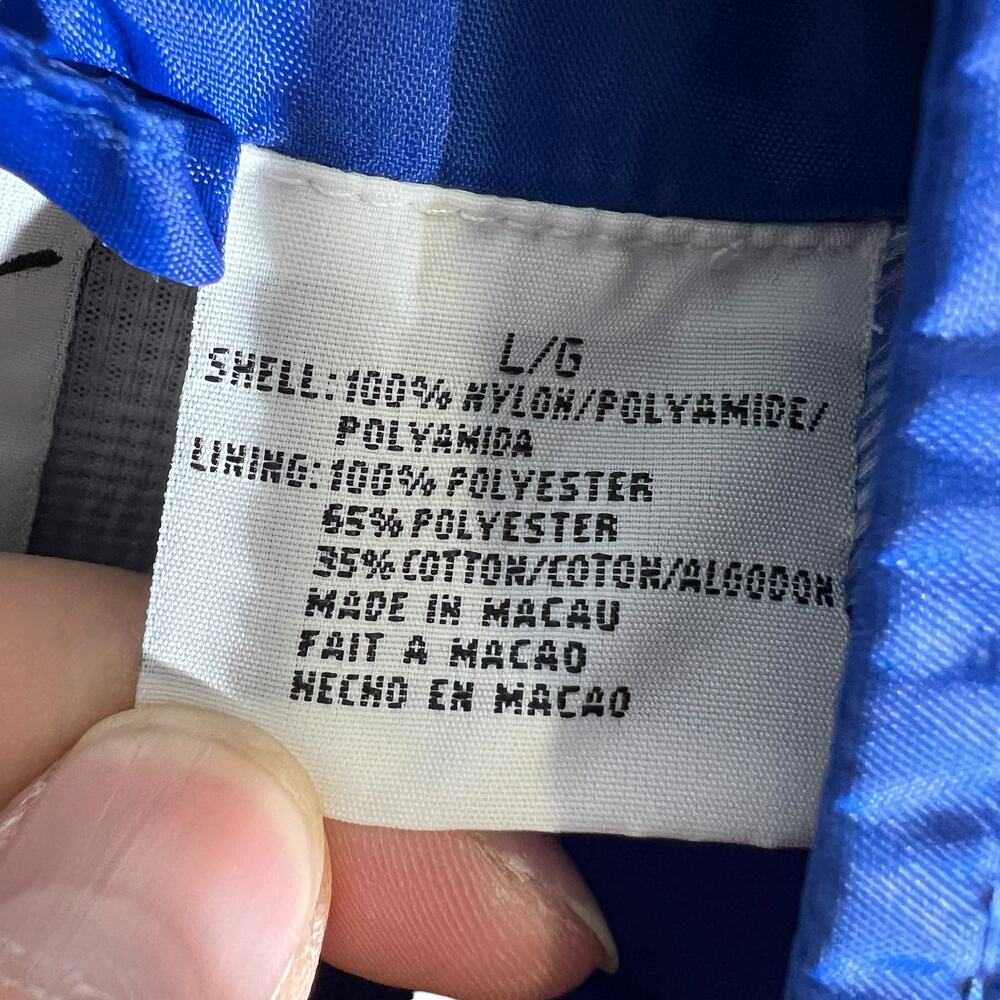 L/G
SHELL: 100% NYLON/POLYAMIDE/
POLYAMIDA
LINING: 100% POLYESTER
65% POLYESTER
35% COTTON/COTON/ALGODON
MADE IN MACAU
FAIT A MACAO
HECHO EN MACAO